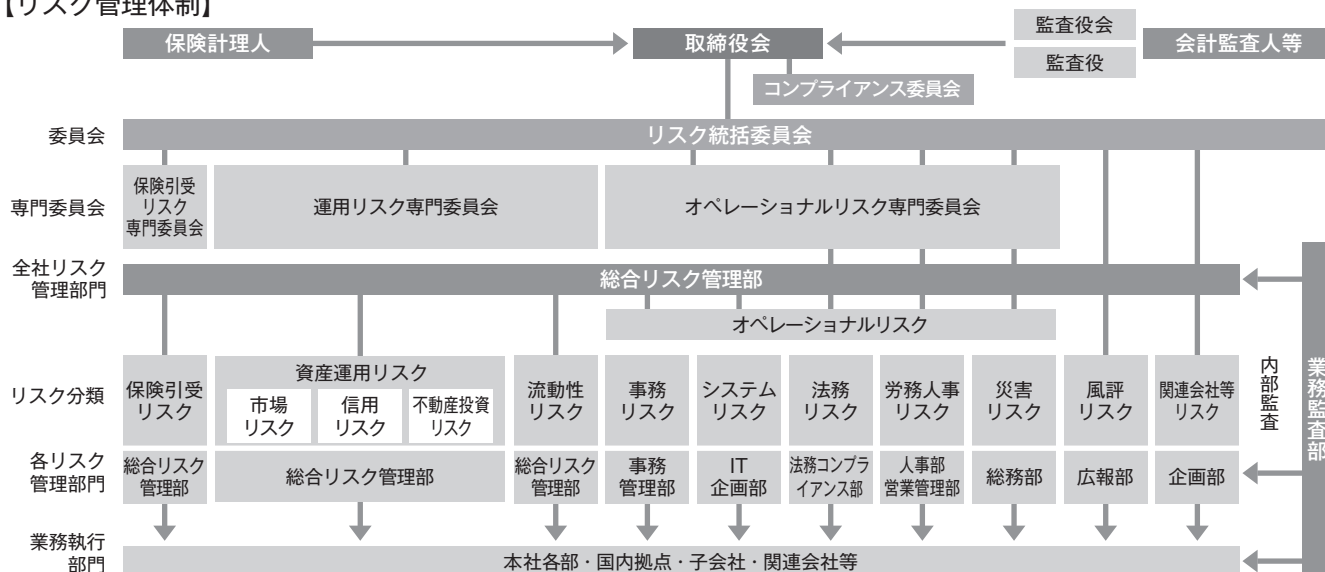 【リスク管理体制】
保険計理人
取締役会
監査役会
監査役
会計監査人等
コンプライアンス委員会
委員会
リスク統括委員会
専門委員会
保険引受
リスク
専門委員会
運用リスク専門委員会
オペレーショナルリスク専門委員会
全社リスク
管理部門
総合リスク管理部
オペレーショナルリスク
リスク分類
保険引受
リスク
資産運用リスク
市場
リスク
信用
リスク
不動産投資
リスク
流動性
リスク
事務
リスク
システム
リスク
法務
リスク
労務人事
リスク
災害
リスク
風評
リスク
関連会社等
リスク
内部監査
業務監査部
各リスク
管理部門
総合リスク
管理部
総合リスク管理部
総合リスク
管理部
事務
管理部
IT
企画部
法務コンプラ
イアンス部
人事部
営業管理部
総務部
広報部
企画部
業務執行
部門
本社各部・国内拠点・子会社・関連会社等